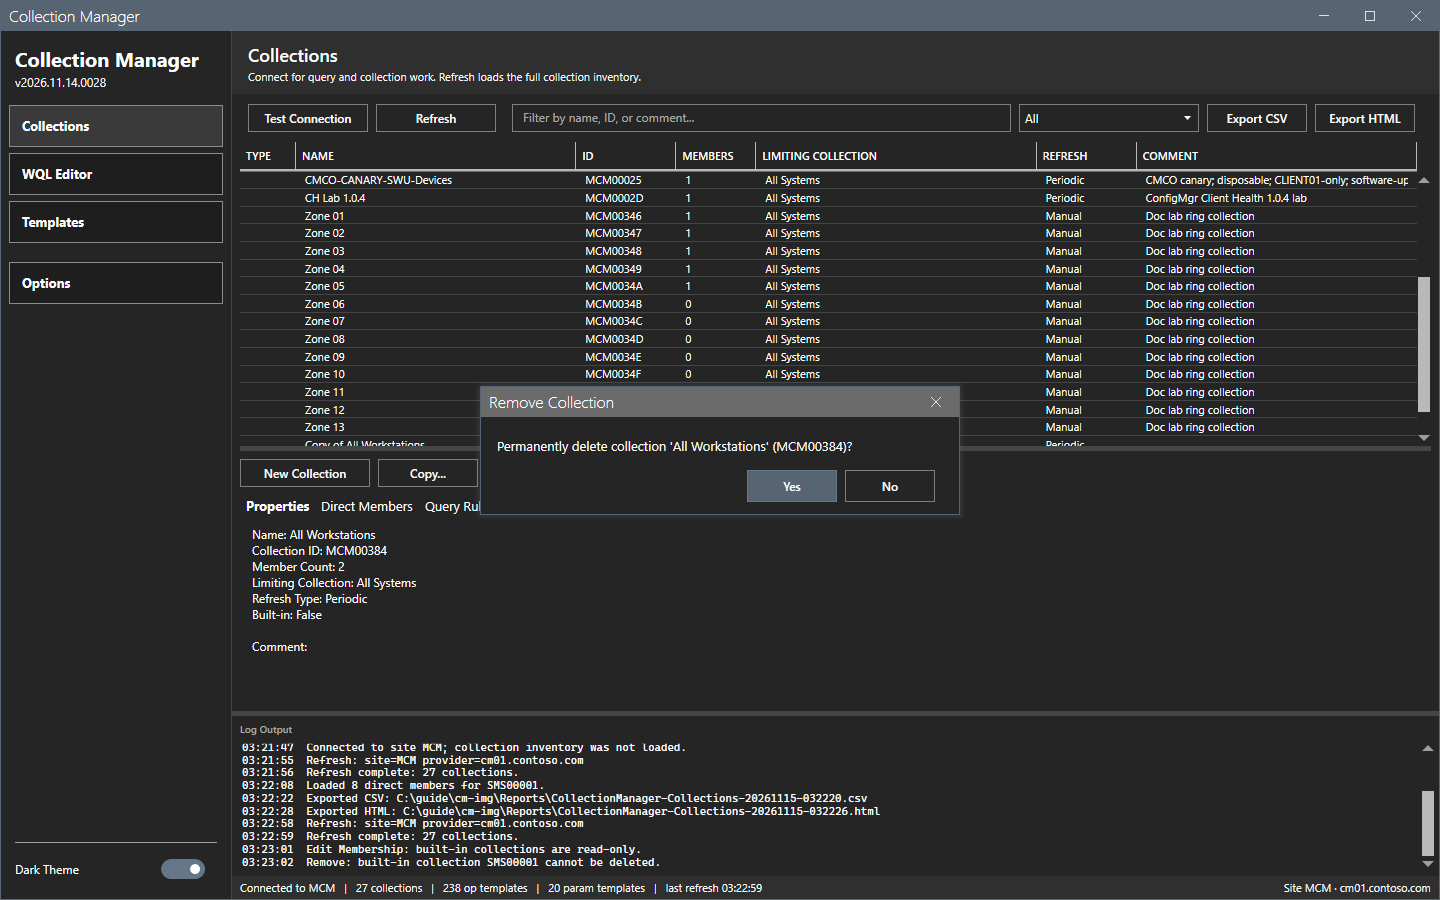 Collection Manager
Collection Manager
v2026.11.14.0028
Collections
WQL Editor
Templates
Options
Dark Theme
Collections
Connect for query and collection work. Refresh loads the full collection inventory.
Test Connection Refresh Filter by name, ID, or comment... All Export CSV Export HTML
TYPE NAME ID MEMBERS LIMITING COLLECTION REFRESH COMMENT
CMCO-CANARY-SWU-Devices MCM00025 1 All Systems Periodic CMCO canary; disposable; CLIENT01-only; software-up
CH Lab 1.0.4 MCM0002D 1 All Systems Periodic ConfigMgr Client Health 1.0.4 lab
Zone 01 MCM00346 1 All Systems Manual Doc lab ring collection
Zone 02 MCM00347 1 All Systems Manual Doc lab ring collection
Zone 03 MCM00348 1 All Systems Manual Doc lab ring collection
Zone 04 MCM00349 1 All Systems Manual Doc lab ring collection
Zone 05 MCM0034A 1 All Systems Manual Doc lab ring collection
Zone 06 MCM0034B 0 All Systems Manual Doc lab ring collection
Zone 07 MCM0034C 0 All Systems Manual Doc lab ring collection
Zone 08 MCM0034D 0 All Systems Manual Doc lab ring collection
Zone 09 MCM0034E 0 All Systems Manual Doc lab ring collection
Zone 10 MCM0034F 0 All Systems Manual Doc lab ring collection
Zone 11 Manual Doc lab ring collection
Zone 12 Manual Doc lab ring collection
Zone 13 Manual Doc lab ring collection
Copy of All Workstations Periodic
Remove Collection
Permanently delete collection 'All Workstations' (MCM00384)?
Yes No
New Collection Copy...
Properties Direct Members Query Rul
Name: All Workstations
Collection ID: MCM00384
Member Count: 2
Limiting Collection: All Systems
Refresh Type: Periodic
Built-in: False
Comment:
Log Output
03:21:47 Connected to site MCM; collection inventory was not loaded.
03:21:55 Refresh: site=MCM provider=cm01.contoso.com
03:21:56 Refresh complete: 27 collections.
03:22:08 Loaded 8 direct members for SMS00001.
03:22:22 Exported CSV: C:\guide\cm-img\Reports\CollectionManager-Collections-20261115-032220.csv
03:22:28 Exported HTML: C:\guide\cm-img\Reports\CollectionManager-Collections-20261115-032226.html
03:22:58 Refresh: site=MCM provider=cm01.contoso.com
03:22:59 Refresh complete: 27 collections.
03:23:01 Edit Membership: built-in collections are read-only.
03:23:02 Remove: built-in collection SMS00001 cannot be deleted.
Connected to MCM | 27 collections | 238 op templates | 20 param templates | last refresh 03:22:59 Site MCM · cm01.contoso.com